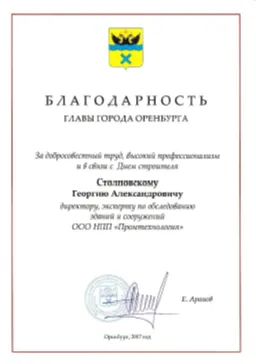 БЛАГОДАРНОСТЬ
ГЛАВЫ ГОРОДА ОРЕНБУРГА
За добросовестный труд, высокий профессионализм
и в связи с Днем строителя
Столповскому
Георгию Александровичу
директору, эксперту по обследованию
зданий и сооружений
ООО НПП «Промтехнология»
Е. Арапов
Оренбург, 2017 год